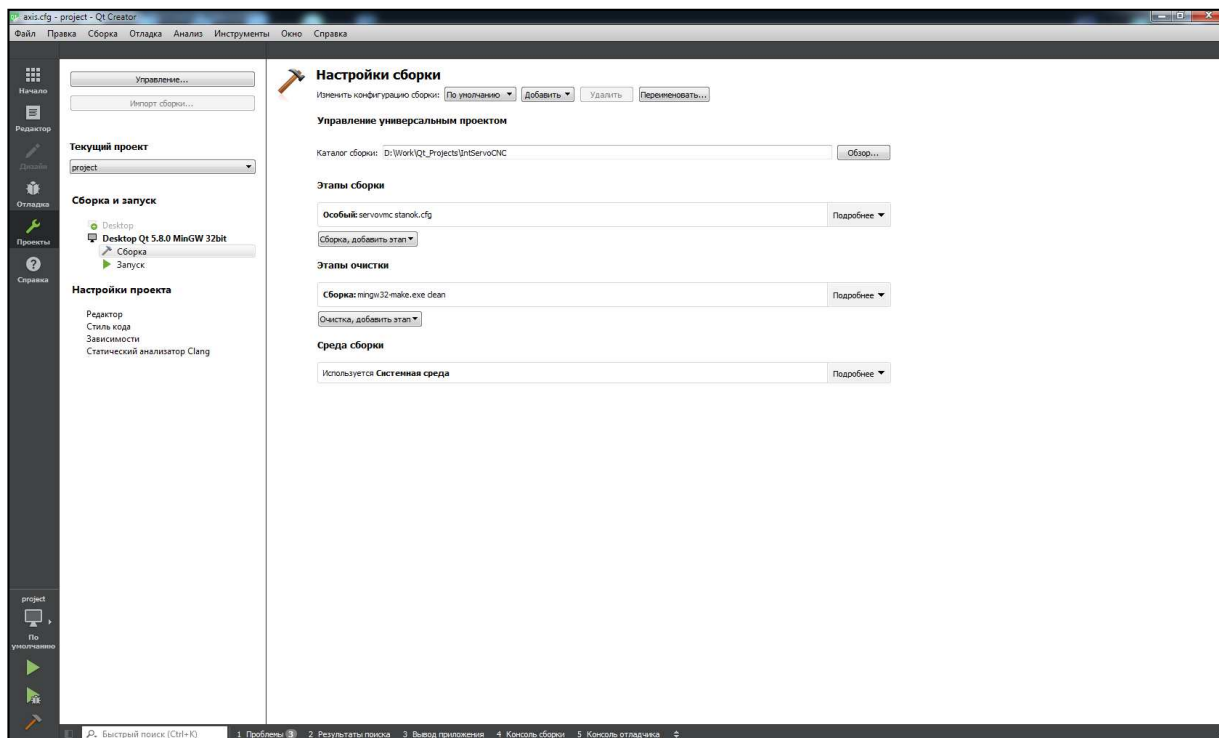 axis.cfg - project - Qt Creator
Файл Правка Сборка Отладка Анализ Инструменты Окно Справка
Начало
Редактор
Дизайн
Отладка
Проекты
Справка
project
По умолчанию
Управление...
Импорт сборки...
Текущий проект
project
Сборка и запуск
Desktop
Desktop Qt 5.8.0 MinGW 32bit
Сборка
Запуск
Настройки проекта
Редактор
Стиль кода
Зависимости
Статический анализатор Clang
Настройки сборки
Изменить конфигурацию сборки: По умолчанию Добавить Удалить Переименовать...
Управление универсальным проектом
Каталог сборки: D:\Work\Qt_Projects\IntServoCNC Обзор...
Этапы сборки
Особый: servovmc stanok.cfg Подробнее
Сборка, добавить этап
Этапы очистки
Сборка: mingw32-make.exe clean Подробнее
Очистка, добавить этап
Среда сборки
Используется Системная среда Подробнее
Быстрый поиск (Ctrl+K) 1 Проблемы 3 2 Результаты поиска 3 Вывод приложения 4 Консоль сборки 5 Консоль отладчика